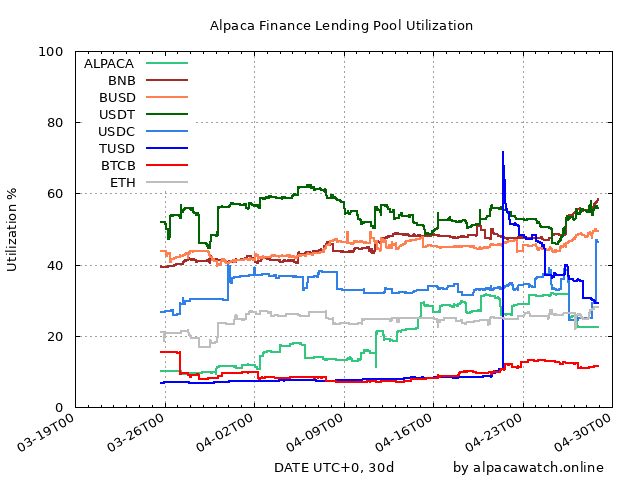 Alpaca Finance Lending Pool Utilization
100
80
60
40
20
0
Utilization %
ALPACA
BNB
BUSD
USDT
USDC
TUSD
BTCB
ETH
03-19T00
03-26T00
04-02T00
04-09T00
04-16T00
04-23T00
04-30T00
DATE UTC+0, 30d
by alpacawatch.online